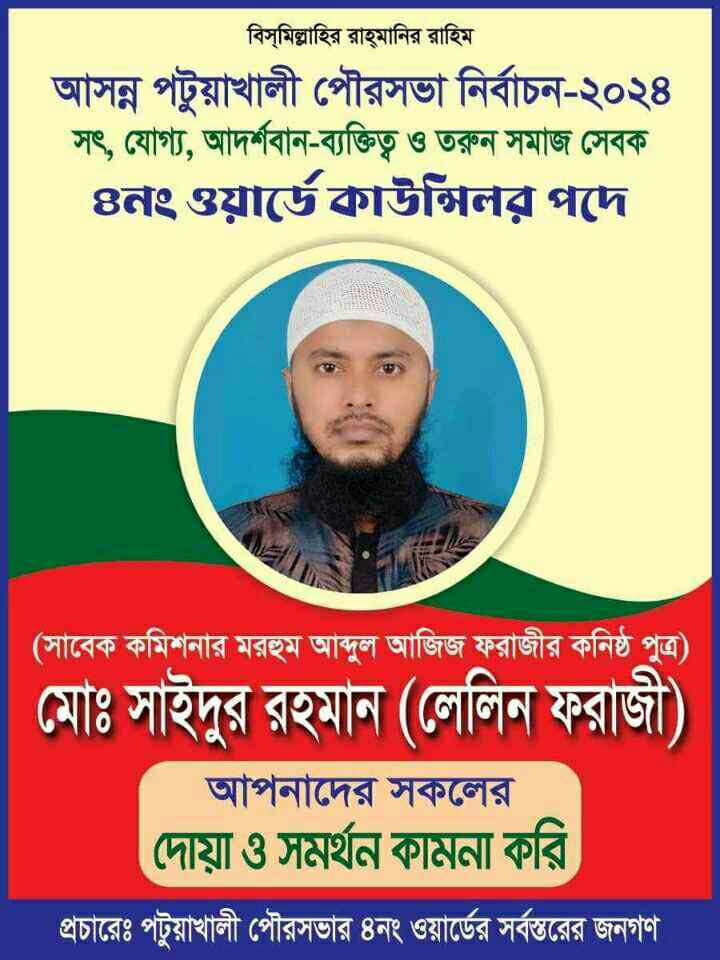 বিস্‌মিল্লাহির রাহ্‌মানির রাহিম
আসন্ন পটুয়াখালী পৌরসভা নির্বাচন-২০২৪
সৎ, যোগ্য, আদর্শবান-ব্যক্তিত্ব ও তরুন সমাজ সেবক
৪নং ওয়ার্ডে কাউন্সিলর পদে
(সাবেক কমিশনার মরহুম আব্দুল আজিজ ফরাজীর কনিষ্ঠ পুত্র)
মোঃ সাইদুর রহমান (লেলিন ফরাজী)
আপনাদের সকলের
দোয়া ও সমর্থন কামনা করি
প্রচারেঃ পটুয়াখালী পৌরসভার ৪নং ওয়ার্ডের সর্বস্তরের জনগণ